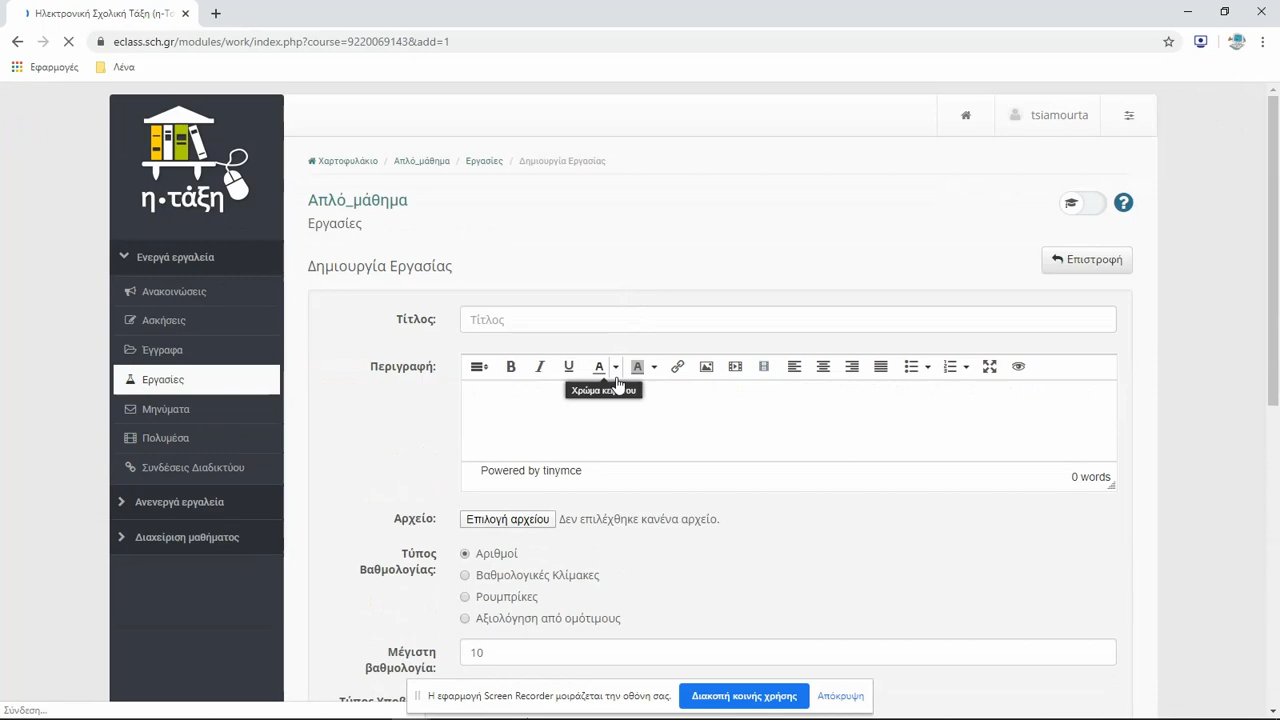 Ηλεκτρονική Σχολική Τάξη (η-Τ
eclass.sch.gr/modules/work/index.php?course=9220069143&add=1
Εφαρμογές Λένα
η·τάξη
tsiamourta
Χαρτοφυλάκιο / Απλό_μάθημα / Εργασίες / Δημιουργία Εργασίας
Απλό_μάθημα
Εργασίες
Δημιουργία Εργασίας
Επιστροφή
Ενεργά εργαλεία
Ανακοινώσεις
Ασκήσεις
Έγγραφα
Εργασίες
Μηνύματα
Πολυμέσα
Συνδέσεις Διαδικτύου
Ανενεργά εργαλεία
Διαχείριση μαθήματος
Τίτλος: Τίτλος
Περιγραφή:
Powered by tinymce
0 words
Αρχείο: Επιλογή αρχείου Δεν επιλέχθηκε κανένα αρχείο.
Τύπος Βαθμολογίας:
Αριθμοί
Βαθμολογικές Κλίμακες
Ρουμπρίκες
Αξιολόγηση από ομότιμους
Μέγιστη
βαθμολογία:
10
Η εφαρμογή Screen Recorder μοιράζεται την οθόνη σας. Διακοπή κοινής χρήσης Απόκρυψη
Σύνδεση...